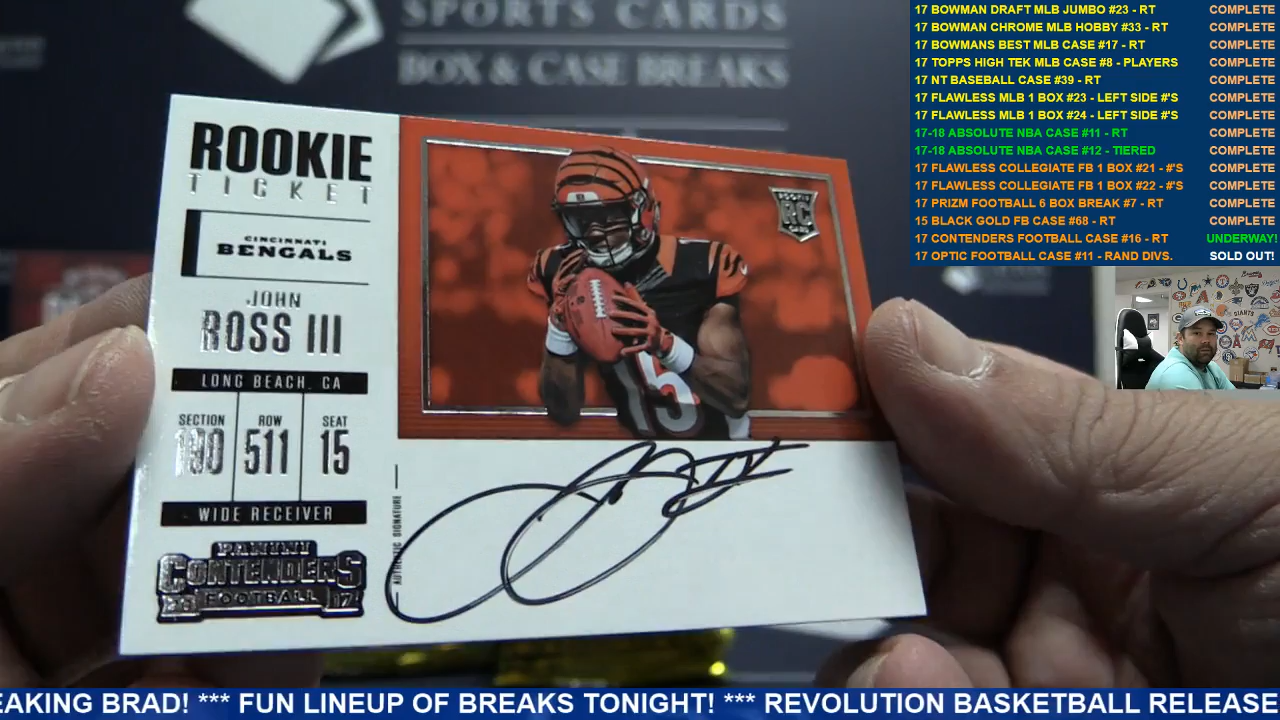 SPORTS CARDS
BOX & CASE BREAKS
17 BOWMAN DRAFT MLB JUMBO #23 - RT COMPLETE
17 BOWMAN CHROME MLB HOBBY #33 - RT COMPLETE
17 BOWMANS BEST MLB CASE #17 - RT COMPLETE
17 TOPPS HIGH TEK MLB CASE #8 - PLAYERS COMPLETE
17 NT BASEBALL CASE #39 - RT COMPLETE
17 FLAWLESS MLB 1 BOX #23 - LEFT SIDE #'S COMPLETE
17 FLAWLESS MLB 1 BOX #24 - LEFT SIDE #'S COMPLETE
17-18 ABSOLUTE NBA CASE #11 - RT COMPLETE
17-18 ABSOLUTE NBA CASE #12 - TIERED COMPLETE
17 FLAWLESS COLLEGIATE FB 1 BOX #21 - #'S COMPLETE
17 FLAWLESS COLLEGIATE FB 1 BOX #22 - #'S COMPLETE
17 PRIZM FOOTBALL 6 BOX BREAK #7 - RT COMPLETE
15 BLACK GOLD FB CASE #68 - RT COMPLETE
17 CONTENDERS FOOTBALL CASE #16 - RT UNDERWAY!
17 OPTIC FOOTBALL CASE #11 - RAND DIVS. SOLD OUT!
ROOKIE
TICKET
CINCINNATI
BENGALS
JOHN
ROSS III
LONG BEACH, CA
SECTION ROW SEAT
190 511 15
WIDE RECEIVER
PANINI
CONTENDERS
FOOTBALL 17
RC
15
AUTHENTIC SIGNATURE
GIANTS
EAKING BRAD! *** FUN LINEUP OF BREAKS TONIGHT! *** REVOLUTION BASKETBALL RELEASE